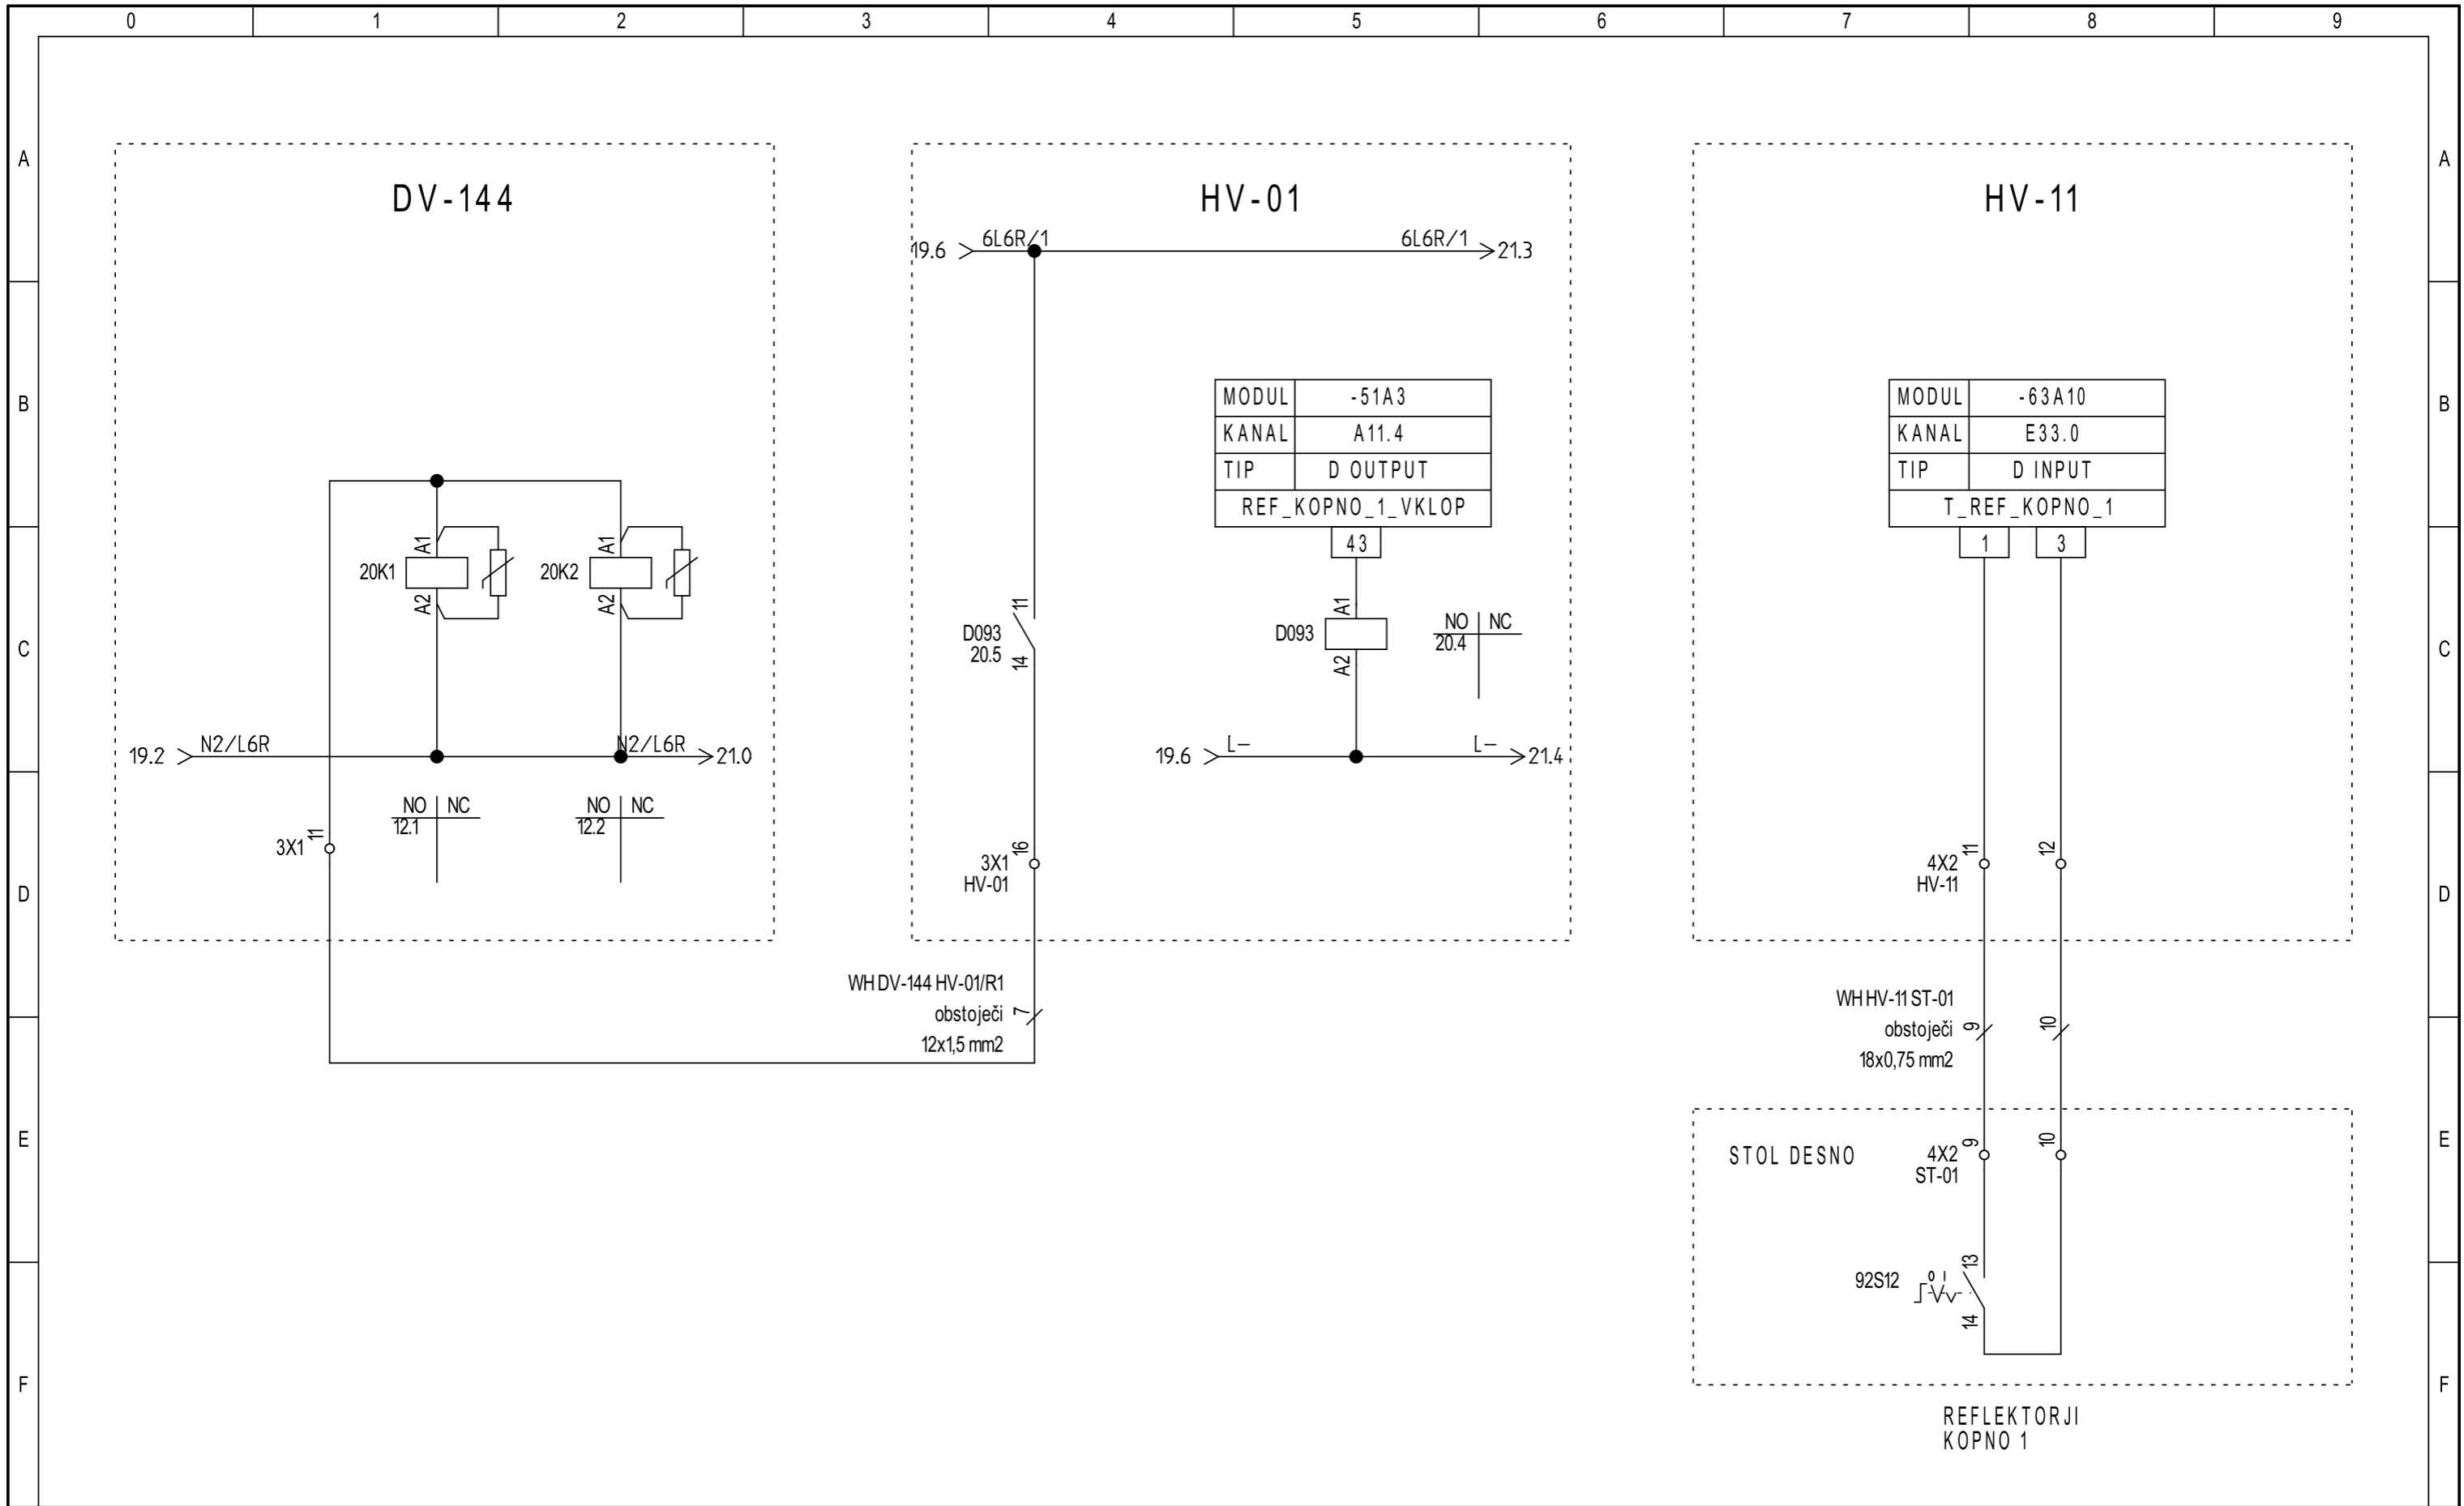 0 1 2 3 4 5 6 7 8 9
A A
DV-144 HV-01 HV-11
19.6 6L6R/1 6L6R/1 21.3
B B
MODUL -51A3
KANAL A11.4
TIP D OUTPUT
REF_KOPNO_1_VKLOP
43
MODUL -63A10
KANAL E33.0
TIP D INPUT
T_REF_KOPNO_1
1 3
C C
20K1 A1 A2
20K2 A1 A2
D093
20.5
11
14
D093 A1 A2
NO NC
20.4
19.2 N2/L6R N2/L6R 21.0
19.6 L- L- 21.4
NO NC
12.1
NO NC
12.2
D D
3X1 11
3X1 16
HV-01
4X2 11 12
HV-11
WH DV-144 HV-01/R1
obstoječi 7
12x1,5 mm2
WH HV-11 ST-01
obstoječi 9 10
18x0,75 mm2
E E
STOL DESNO
4X2 9 10
ST-01
92S12 0 I 13 14
F F
REFLEKTORJI
KOPNO 1